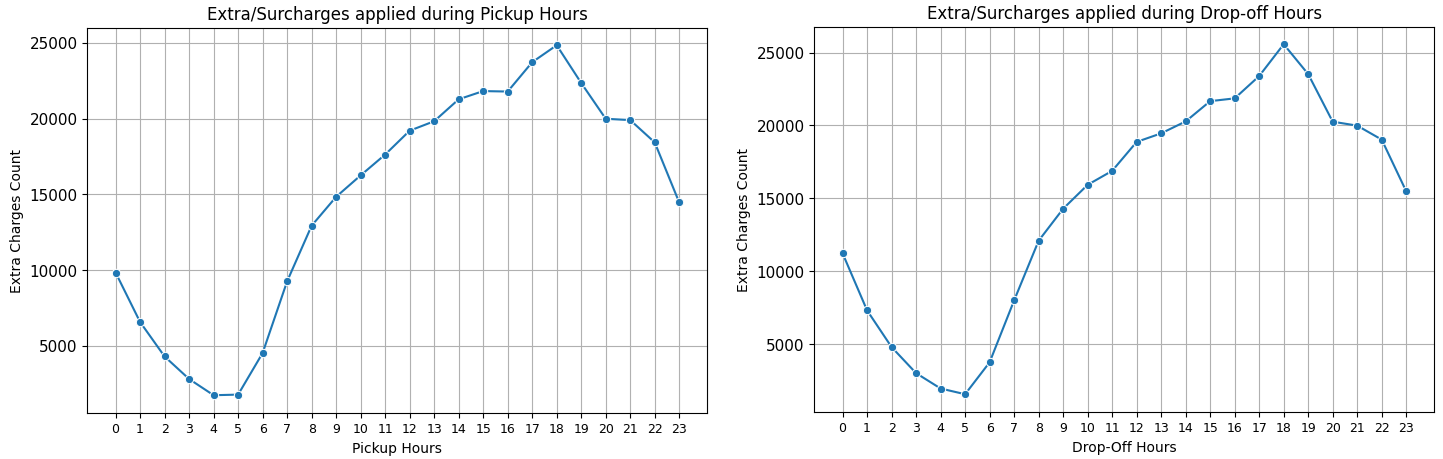 Extra/Surcharges applied during Pickup Hours
25000
20000
15000
10000
5000
Extra Charges Count
0 1 2 3 4 5 6 7 8 9 10 11 12 13 14 15 16 17 18 19 20 21 22 23
Pickup Hours
Extra/Surcharges applied during Drop-off Hours
25000
20000
15000
10000
5000
Extra Charges Count
0 1 2 3 4 5 6 7 8 9 10 11 12 13 14 15 16 17 18 19 20 21 22 23
Drop-Off Hours